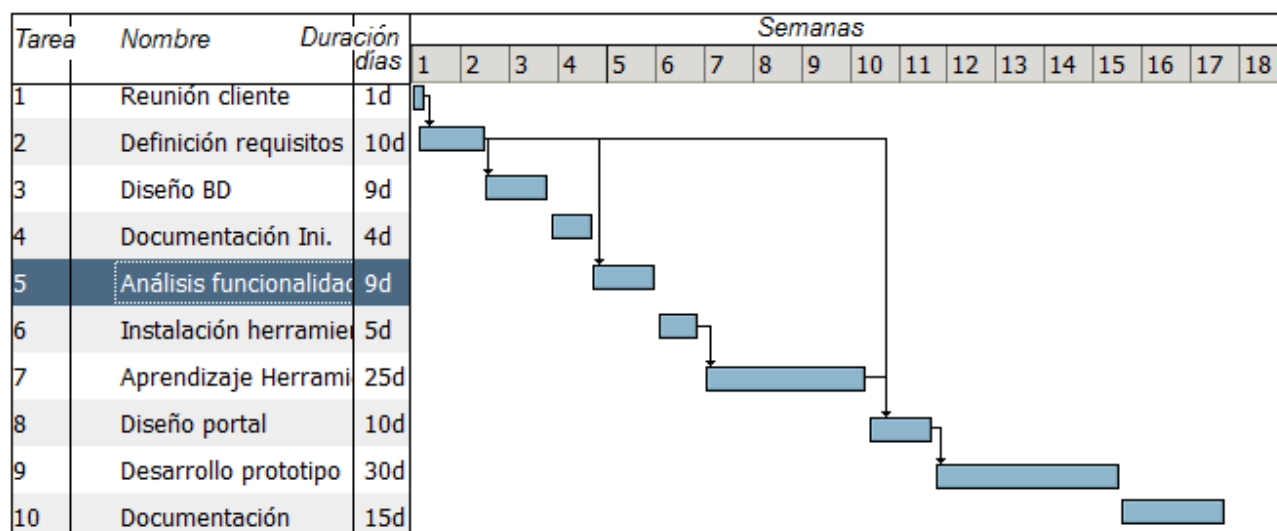 Semanas
Tarea Nombre Duración días
1 2 3 4 5 6 7 8 9 10 11 12 13 14 15 16 17 18
1 Reunión cliente 1d
2 Definición requisitos 10d
3 Diseño BD 9d
4 Documentación Ini. 4d
5 Análisis funcionalidad 9d
6 Instalación herramien 5d
7 Aprendizaje Herrami 25d
8 Diseño portal 10d
9 Desarrollo prototipo 30d
10 Documentación 15d